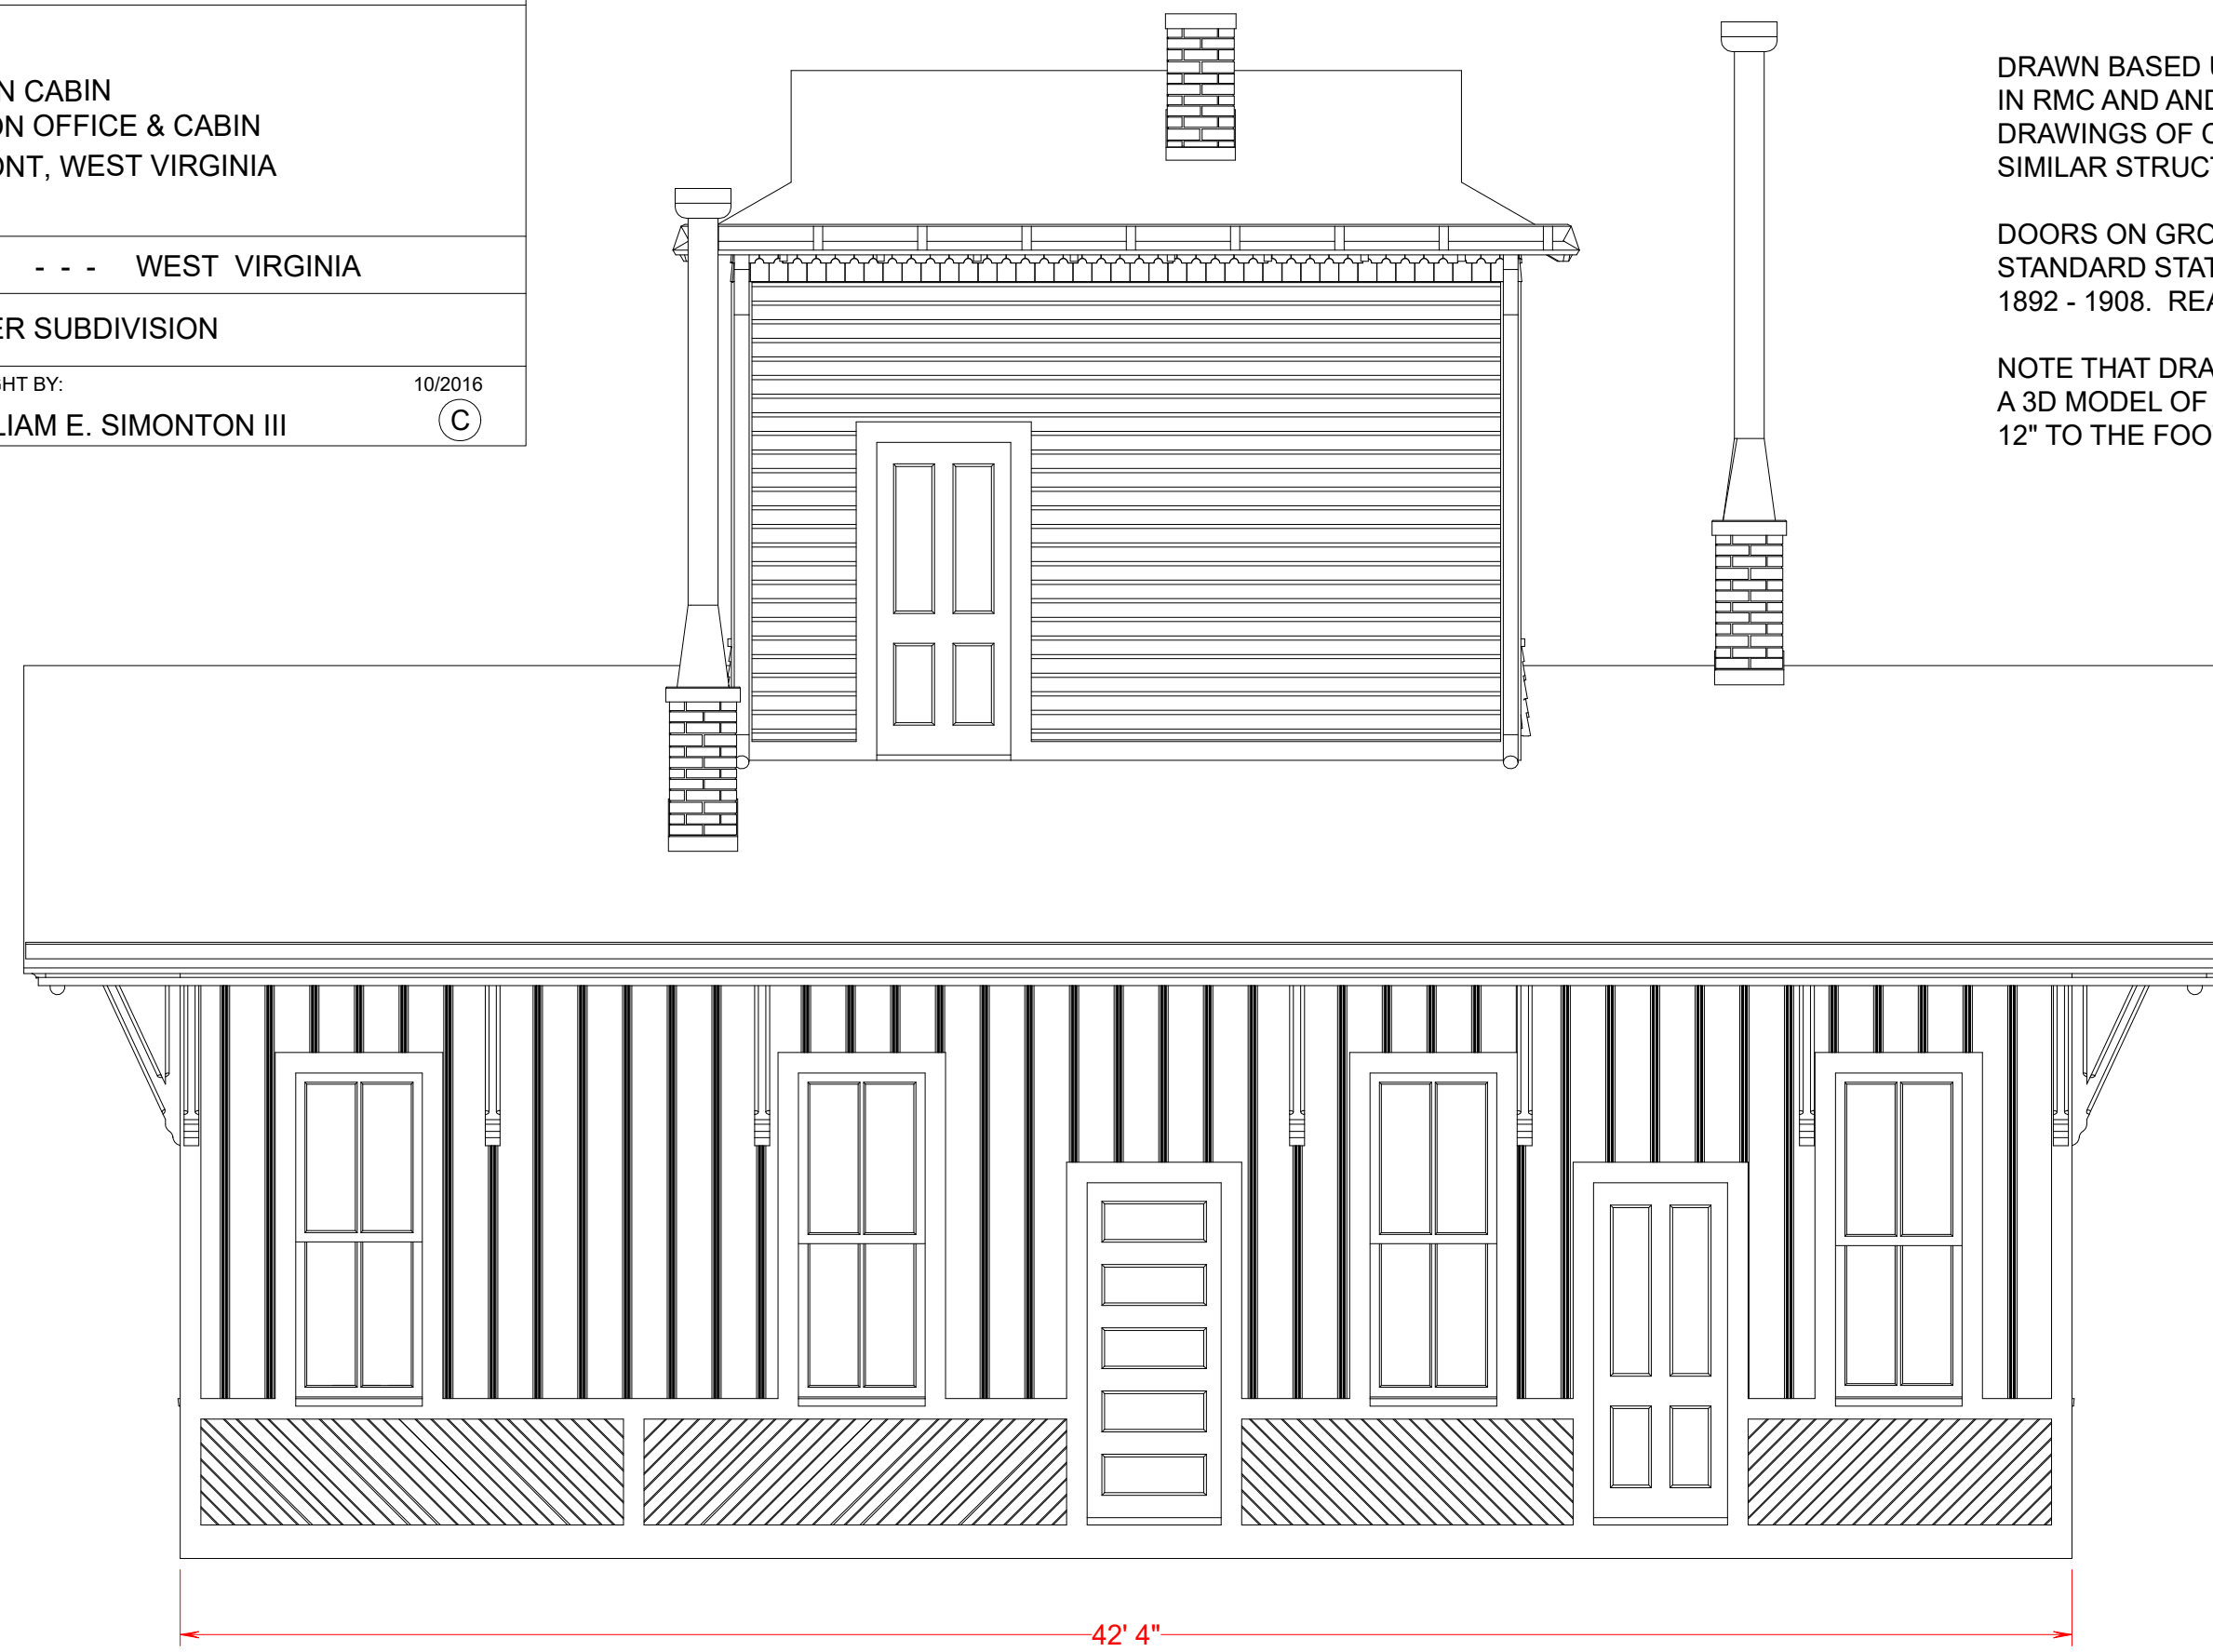 N CABIN
ON OFFICE & CABIN
ONT, WEST VIRGINIA
- - - WEST VIRGINIA
ER SUBDIVISION
GHT BY:
10/2016
LIAM E. SIMONTON III
C
DRAWN BASED U
IN RMC AND AND
DRAWINGS OF C
SIMILAR STRUCT
DOORS ON GRO
STANDARD STAT
1892 - 1908. REA
NOTE THAT DRA
A 3D MODEL OF
12" TO THE FOO
42' 4"